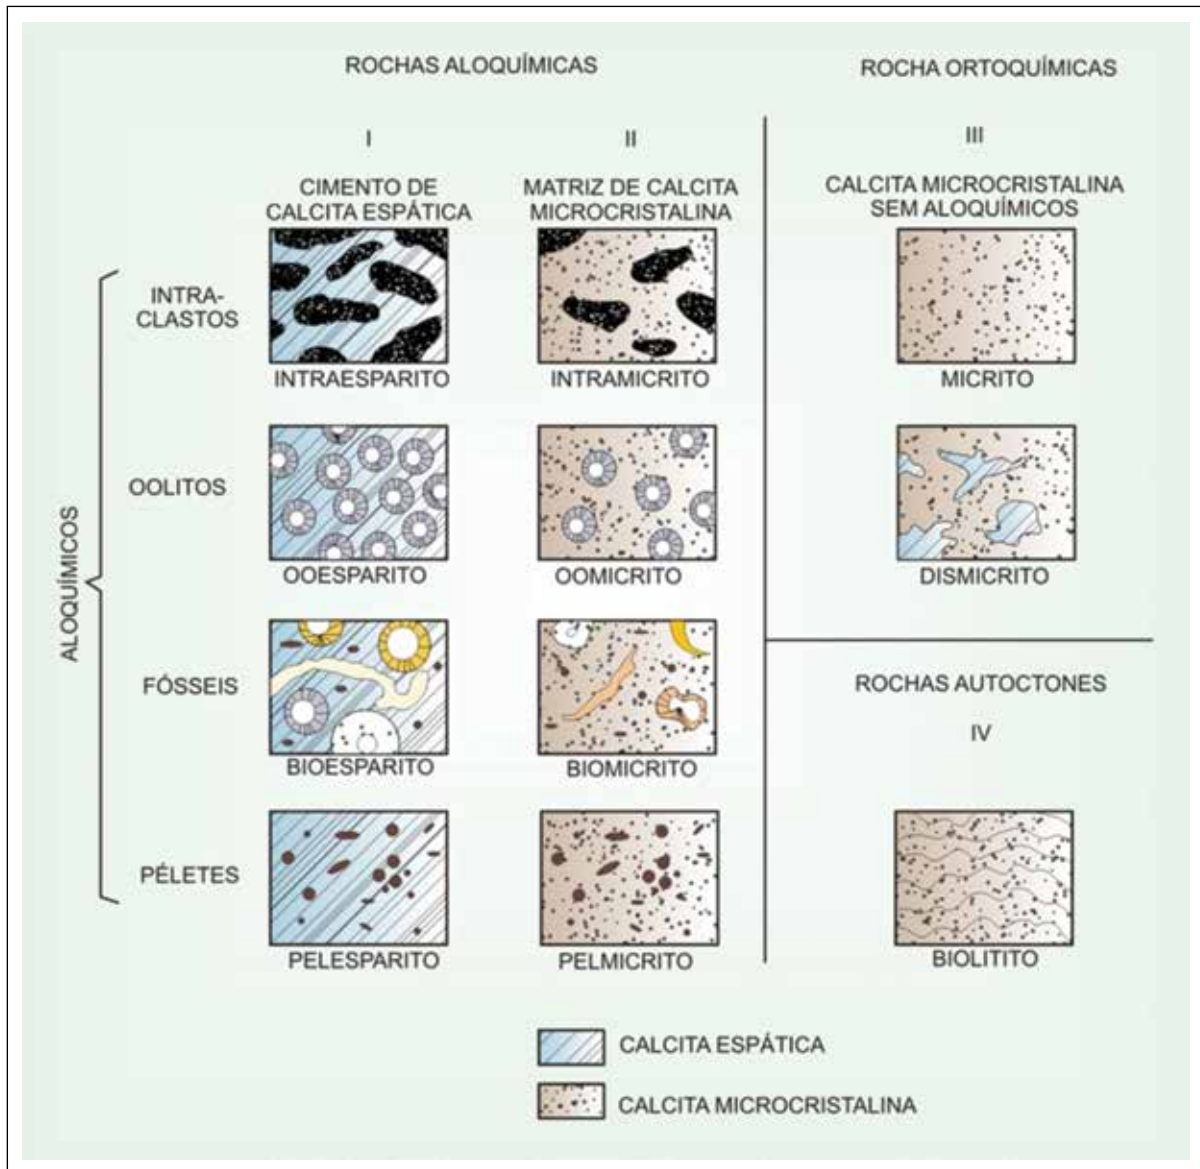 ROCHAS ALOQUÍMICAS
ROCHA ORTOQUÍMICAS
I
II
III
CIMENTO DE
CALCITA ESPÁTICA
MATRIZ DE CALCITA
MICROCRISTALINA
CALCITA MICROCRISTALINA
SEM ALOQUÍMICOS
ALOQUÍMICOS
INTRA-
CLASTOS
INTRAESPARITO
INTRAMICRITO
MICRITO
OOLITOS
OOESPARITO
OOMICRITO
DISMICRITO
FÓSSEIS
BIOESPARITO
BIOMICRITO
ROCHAS AUTOCTONES
IV
PÉLETES
PELESPARITO
PELMICRITO
BIOLITITO
CALCITA ESPÁTICA
CALCITA MICROCRISTALINA